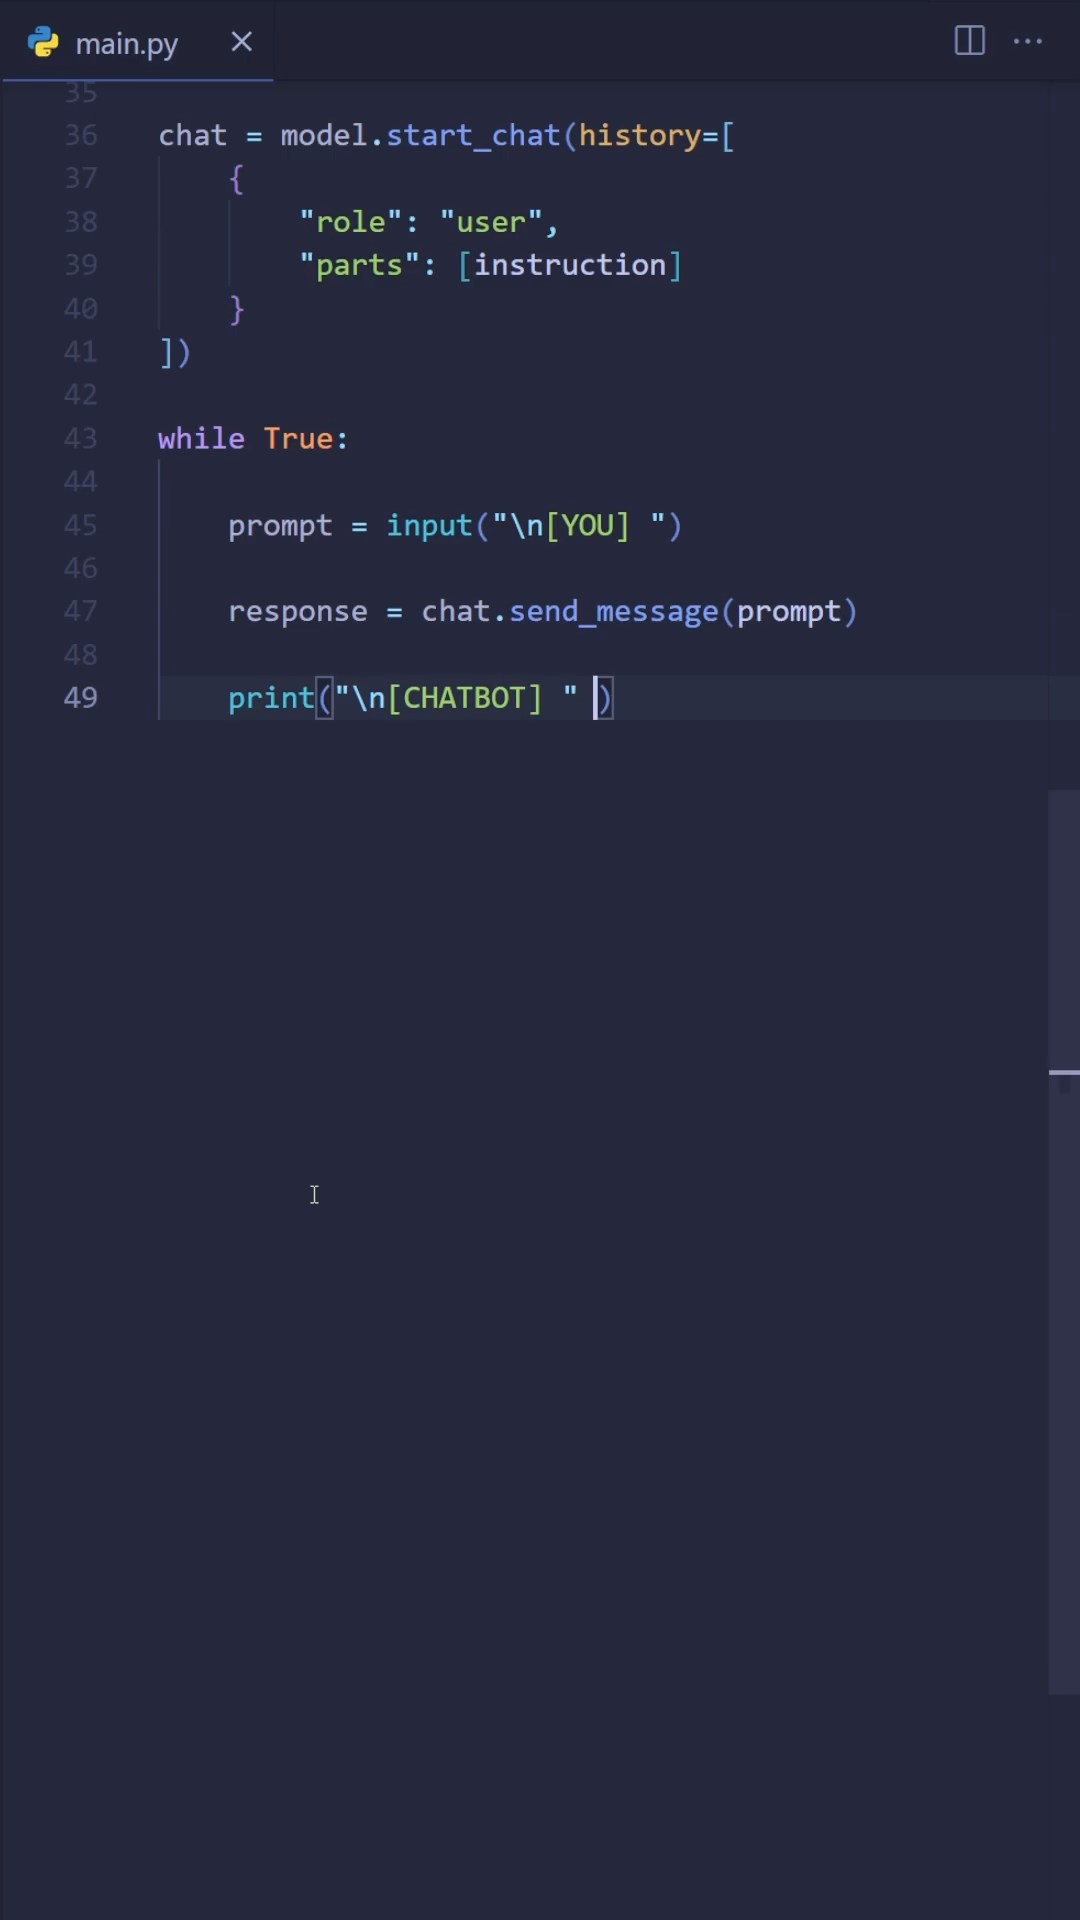 main.py
35
36 chat = model.start_chat(history=[
37 {
38 "role": "user",
39 "parts": [instruction]
40 }
41 ])
42
43 while True:
44
45 prompt = input("\n[YOU] ")
46
47 response = chat.send_message(prompt)
48
49 print("\n[CHATBOT] " )